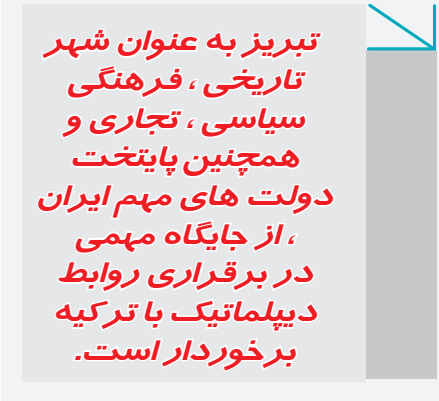 تبریز به عنوان شهر
تاریخی ، فرهنگی
سیاسی ، تجاری و
همچنین پایتخت
دولت های مهم ایران
، از جایگاه مهمی
در برقراری روابط
دیپلماتیک با ترکیه
برخوردار است.